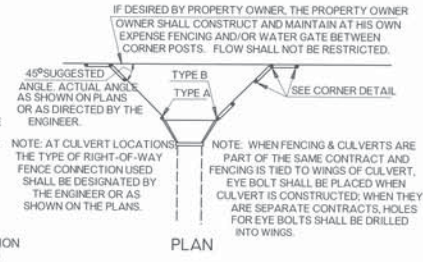 IF DESIRED BY PROPERTY OWNER, THE PROPERTY OWNER
OWNER SHALL CONSTRUCT AND MAINTAIN AT HIS OWN
EXPENSE FENCING AND/OR WATER GATE BETWEEN
CORNER POSTS. FLOW SHALL NOT BE RESTRICTED.
45° SUGGESTED
ANGLE. ACTUAL ANGLE
AS SHOWN ON PLANS
OR AS DIRECTED BY THE
ENGINEER.
TYPE B
TYPE A
SEE CORNER DETAIL
NOTE: AT CULVERT LOCATIONS
THE TYPE OF RIGHT-OF-WAY
FENCE CONNECTION USED
SHALL BE DESIGNATED BY
THE ENGINEER OR AS
SHOWN ON THE PLANS.
NOTE: WHEN FENCING & CULVERTS ARE
PART OF THE SAME CONTRACT AND
FENCING IS TIED TO WINGS OF CULVERT,
EYE BOLT SHALL BE PLACED WHEN
CULVERT IS CONSTRUCTED; WHEN THEY
ARE SEPARATE CONTRACTS, HOLES
FOR EYE BOLTS SHALL BE DRILLED
INTO WINGS.
PLAN